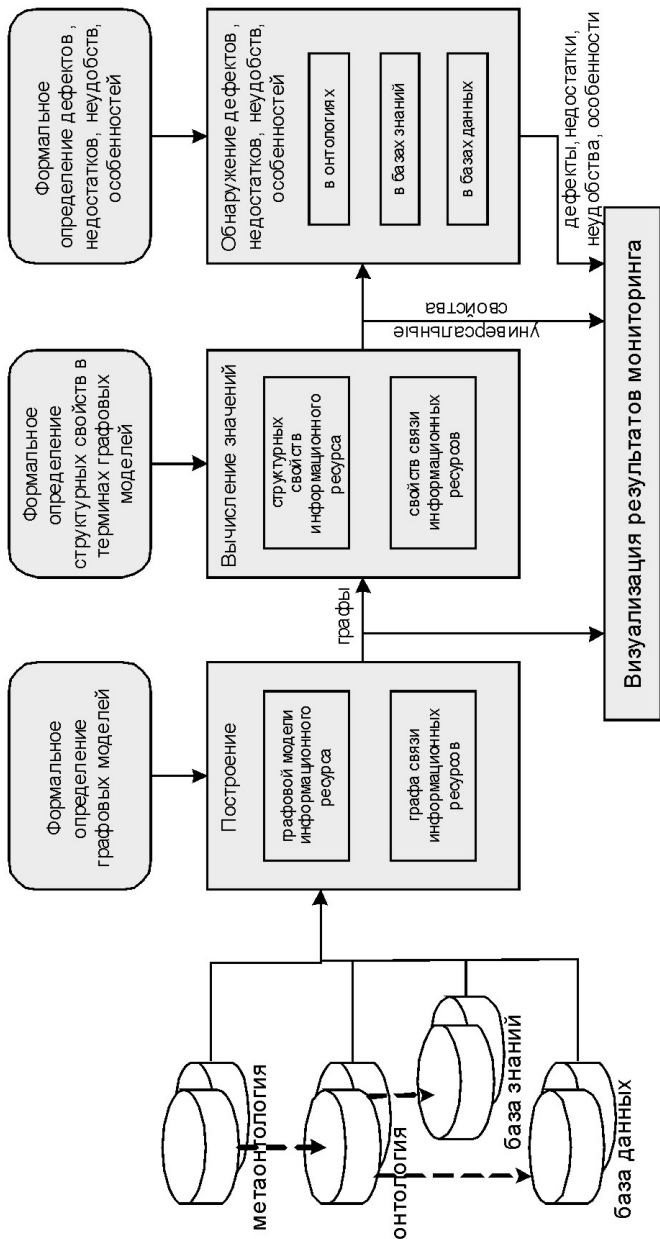 Формальное
определение
графовых моделей
Формальное
определение
структурных свойств в
терминах графовых
моделей
Формальное
определение дефектов ,
недостатков, неудобств,
особенностей
метаонтология
онтология
база знаний
база данных
Построение
графовой модели
информационного
ресурса
графа связи
информационных
ресурсов
графы
Вычисление значений
структурных
свойств
информационного
ресурса
свойств связи
информационных
ресурсов
универсальные
свойства
Обнаружение дефектов ,
недостатков, неудобств,
особенностей
в онтологиях
в базах знаний
в базах данных
дефекты, недостатки,
неудобства, особенности
Визуализация результатов мониторинга